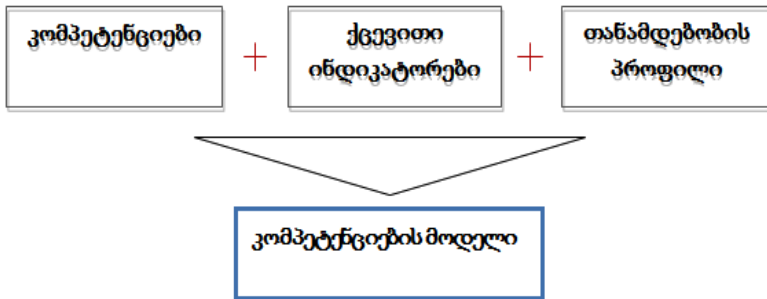 კომპეტენციები
+
ქცევითი
ინდიკატორები
+
თანამდებობის
პროფილი
კომპეტენციების მოდელი